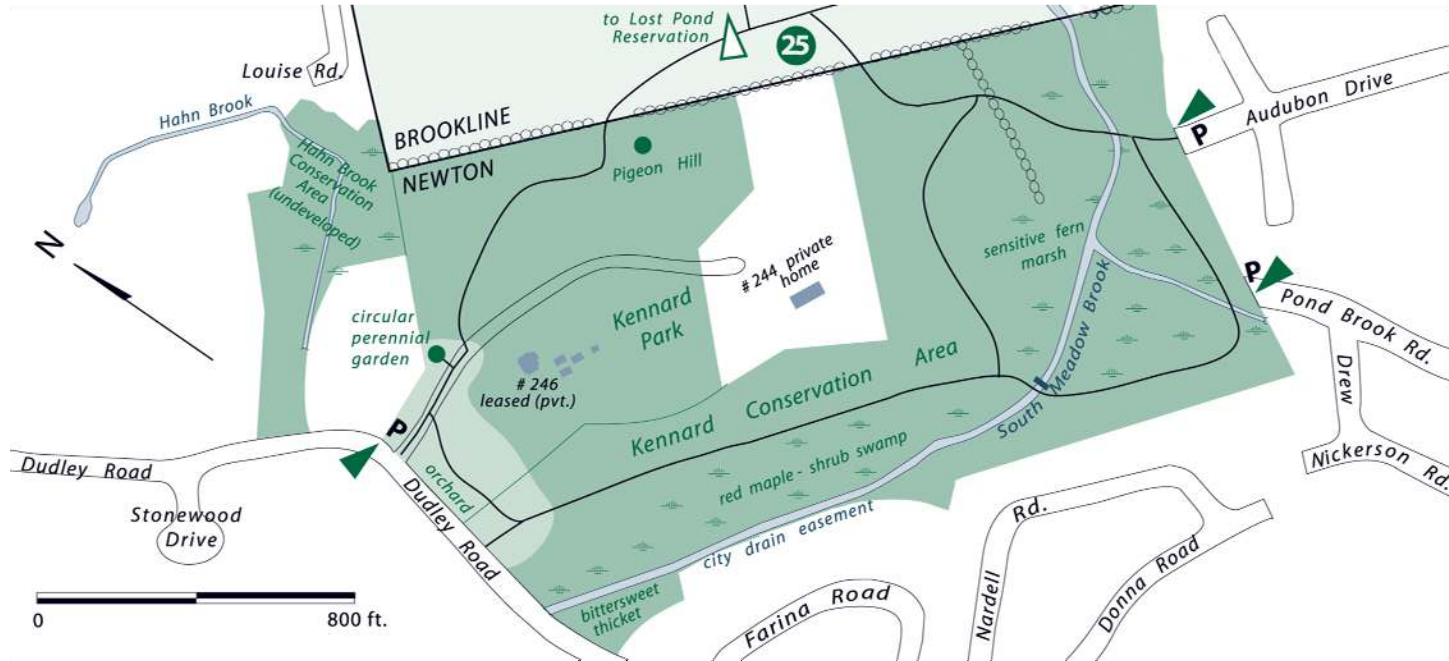 to Lost Pond
Reservation
25
Louise Rd.
Hahn Brook
BROOKLINE
NEWTON
Hahn Brook
Conservation
Area
(undeveloped)
Pigeon Hill
P
Audubon Drive
N
sensitive fern
marsh
# 244 private
home
P
Pond Brook Rd.
circular
perennial
garden
Kennard
Park
# 246
leased (pvt.)
Kennard Conservation Area
South Meadow Brook
Drew
Nickerson Rd.
P
Dudley Road
orchard
Dudley Road
red maple - shrub swamp
Stonewood
Drive
city drain easement
Nardell
Rd.
Donna Road
bittersweet
thicket
Farina Road
0
800 ft.